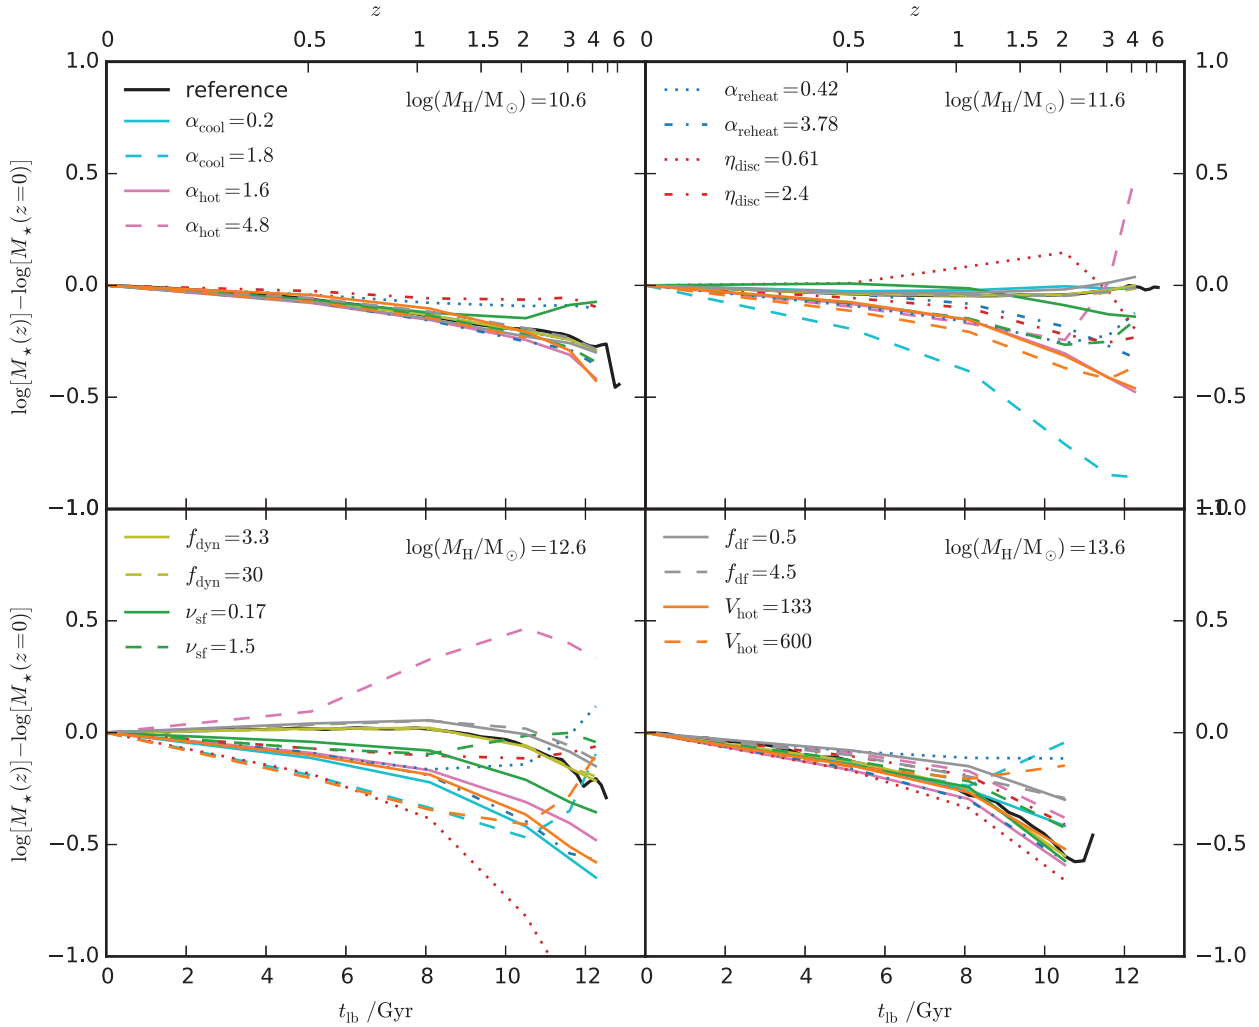 z z
0 0.5 1 1.5 2 3 4 6 0 0.5 1 1.5 2 3 4 6
1.0 1.0
reference
log(M_H/M_⊙)=10.6
α_cool=0.2
α_cool=1.8
α_hot=1.6
α_hot=4.8
α_reheat=0.42
log(M_H/M_⊙)=11.6
α_reheat=3.78
η_disc=0.61
η_disc=2.4
0.5 0.5
0.0 0.0
−0.5 −0.5
−1.0 −1.0
log[M_⋆(z)]−log[M_⋆(z=0)]
f_dyn=3.3
log(M_H/M_⊙)=12.6
f_dyn=30
ν_sf=0.17
ν_sf=1.5
f_df=0.5
log(M_H/M_⊙)=13.6
f_df=4.5
V_hot=133
V_hot=600
1.0
0.5 0.5
0.0 0.0
−0.5 −0.5
−1.0 −1.0
log[M_⋆(z)]−log[M_⋆(z=0)]
0 2 4 6 8 10 12 0 2 4 6 8 10 12
t_lb /Gyr t_lb /Gyr